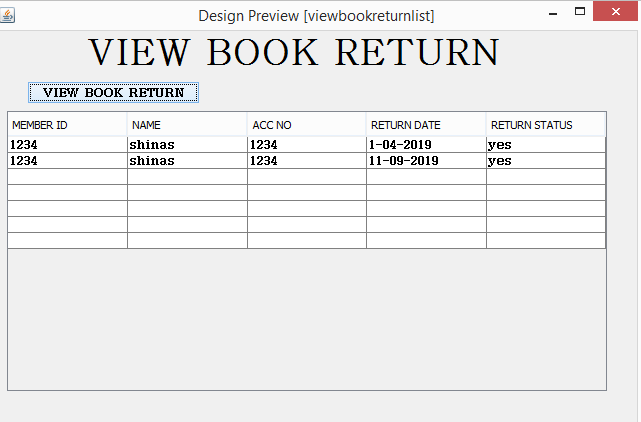 Design Preview [viewbookreturnlist]
VIEW BOOK RETURN
VIEW BOOK RETURN
MEMBER ID NAME ACC NO RETURN DATE RETURN STATUS
1234 shinas 1234 1-04-2019 yes
1234 shinas 1234 11-09-2019 yes